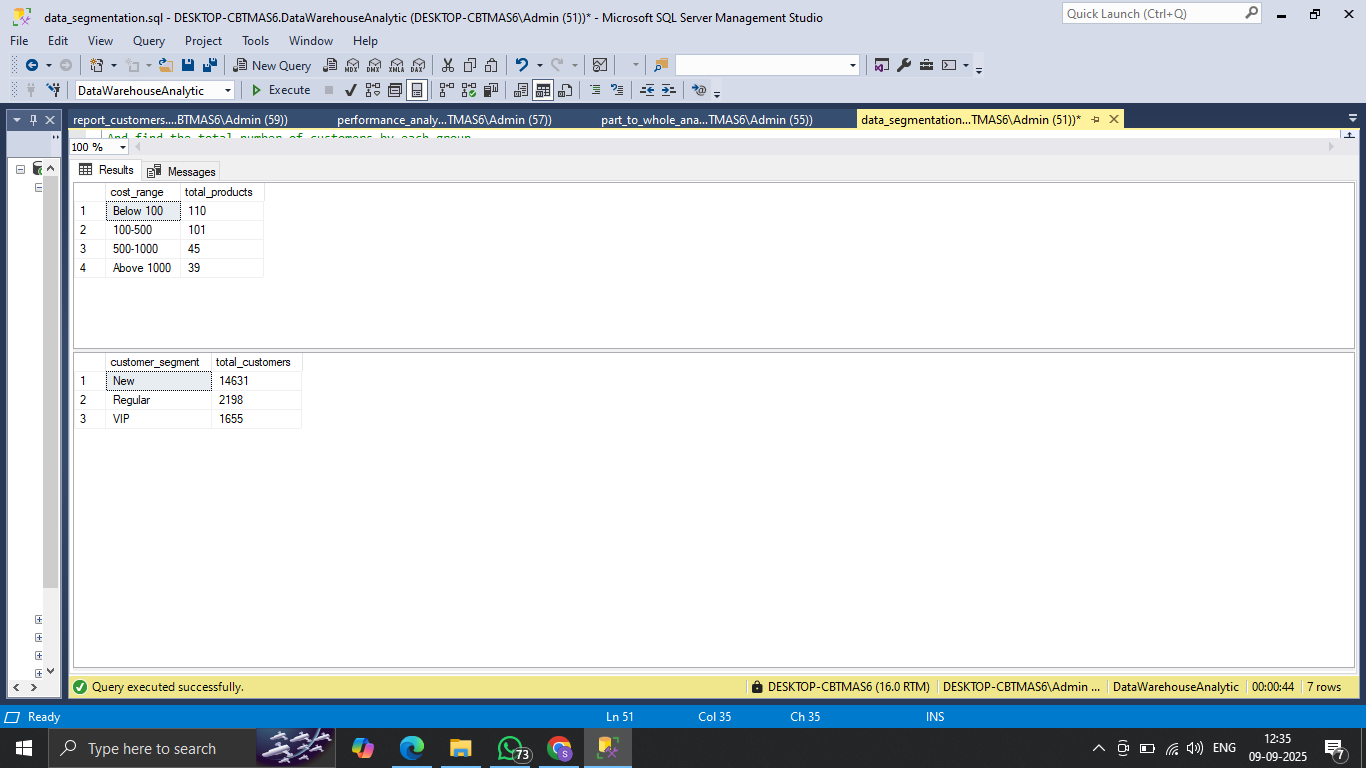 data_segmentation.sql - DESKTOP-CBTMAS6.DataWarehouseAnalytic (DESKTOP-CBTMAS6\Admin (51))* - Microsoft SQL Server Management Studio
Quick Launch (Ctrl+Q)
File Edit View Query Project Tools Window Help
New Query MDX DMX XMLA DAX
DataWarehouseAnalytic Execute
report_customers....BTMAS6\Admin (59)) performance_analy...TMAS6\Admin (57)) part_to_whole_ana...TMAS6\Admin (55)) data_segmentation...TMAS6\Admin (51))*
And find the total number of customers by each group
100 %
Results Messages
cost_range total_products
1 Below 100 110
2 100-500 101
3 500-1000 45
4 Above 1000 39
customer_segment total_customers
1 New 14631
2 Regular 2198
3 VIP 1655
Query executed successfully. DESKTOP-CBTMAS6 (16.0 RTM) DESKTOP-CBTMAS6\Admin ... DataWarehouseAnalytic 00:00:44 7 rows
Ready Ln 51 Col 35 Ch 35 INS
Type here to search 73 S ENG 12:35
09-09-2025 7